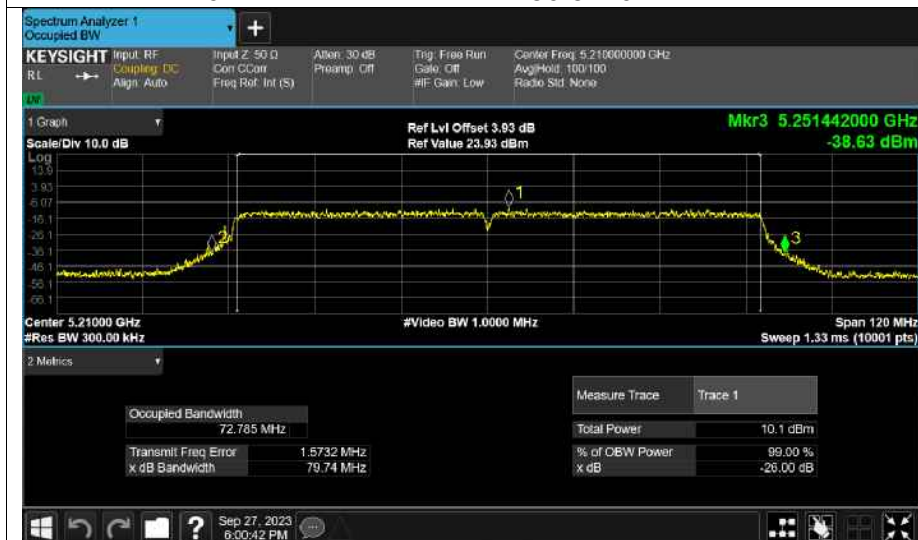 Spectrum Analyzer 1
Occupied BW
+
KEYSIGHT Input: RF Input Z: 50 Ω Atten: 30 dB Trig: Free Run Center Freq: 5.210000000 GHz
RL Coupling: DC Corr CCorr Preamp: Off Gate: Off Avg|Hold: 100/100
Align: Auto Freq Ref: Int (S) #IF Gain: Low Radio Std: None
1 Graph
Ref Lvl Offset 3.93 dB Mkr3 5.251442000 GHz
Scale/Div 10.0 dB Ref Value 23.93 dBm -38.63 dBm
Log
13.9
3.93
-6.07
-16.1
-26.1
-36.1
-46.1
-56.1
-66.1
1
2
3
Center 5.21000 GHz #Video BW 1.0000 MHz Span 120 MHz
#Res BW 300.00 kHz Sweep 1.33 ms (10001 pts)
2 Metrics
Measure Trace Trace 1
Occupied Bandwidth
72.785 MHz Total Power 10.1 dBm
Transmit Freq Error 1.5732 MHz % of OBW Power 99.00 %
x dB Bandwidth 79.74 MHz x dB -26.00 dB
? Sep 27, 2023
6:00:42 PM